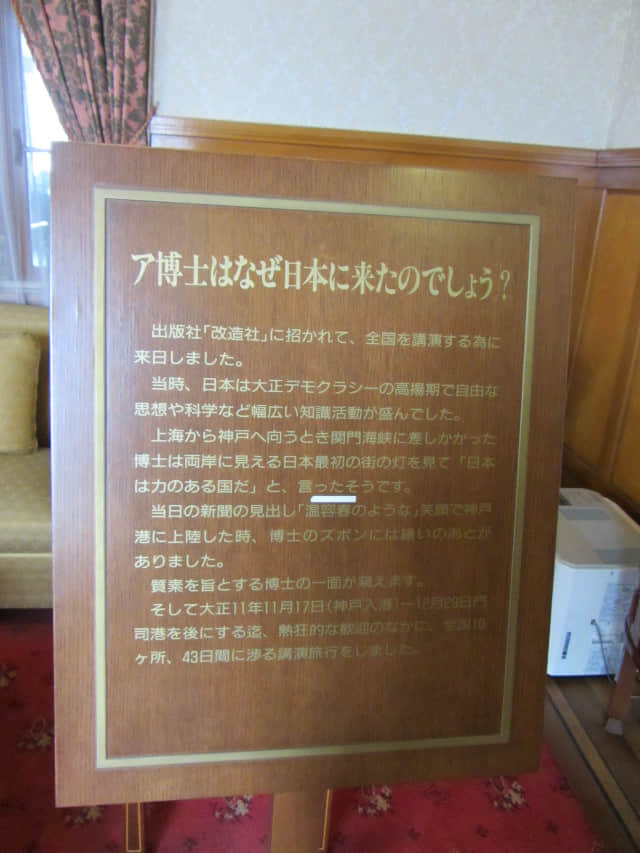 ア博士はなぜ日本に来たのでしょう?
出版社「改造社」に招かれて、全国を講演する為に
来日しました。
当時、日本は大正デモクラシーの高揚期で自由な
思想や科学など幅広い知識活動が盛んでした。
上海から神戸へ向うとき関門海峡に差しかかった
博士は両岸に見える日本最初の街の灯を見て「日本
は力のある国だ」と、言ったそうです。
当日の新聞の見出し「温容春のような」笑顔で神戸
港に上陸した時、博士のズボンには繕いのあとが
ありました。
質素を旨とする博士の一面が窺えます。
そして大正11年11月17日(神戸入港)ー12月29日門
司港を後にする迄、熱狂的な歓迎のなかに、全国10
ヶ所、43日間に渉る講演旅行をしました。